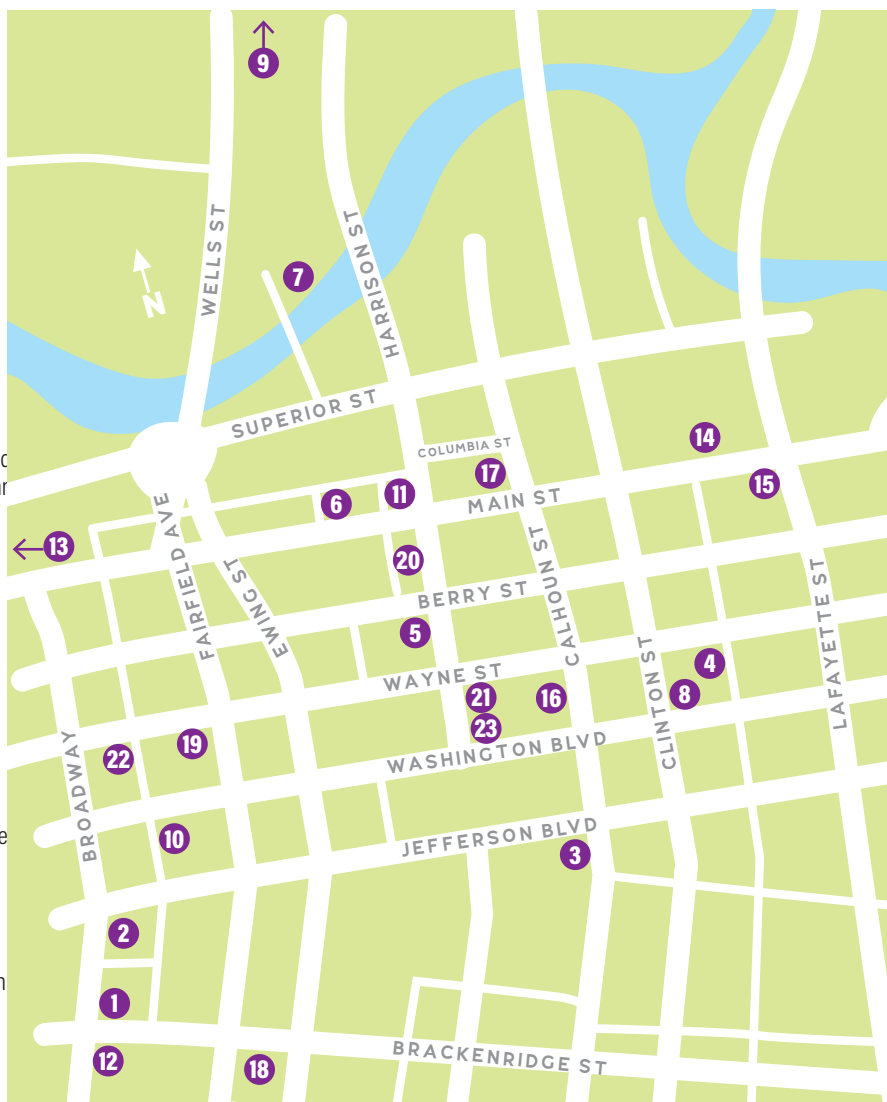 9
WELLS ST
HARRISON ST
7
N
SUPERIOR ST
COLUMBIA ST
14
17
15
11
6
MAIN ST
13
FAIRFIELD AVE
EWING ST
20
BERRY ST
CALHOUN ST
LAFAYETTE ST
5
4
WAYNE ST
CLINTON ST
21
16
8
23
19
22
WASHINGTON BLVD
BROADWAY
10
JEFFERSON BLVD
3
2
1
12
BRACKENRIDGE ST
18